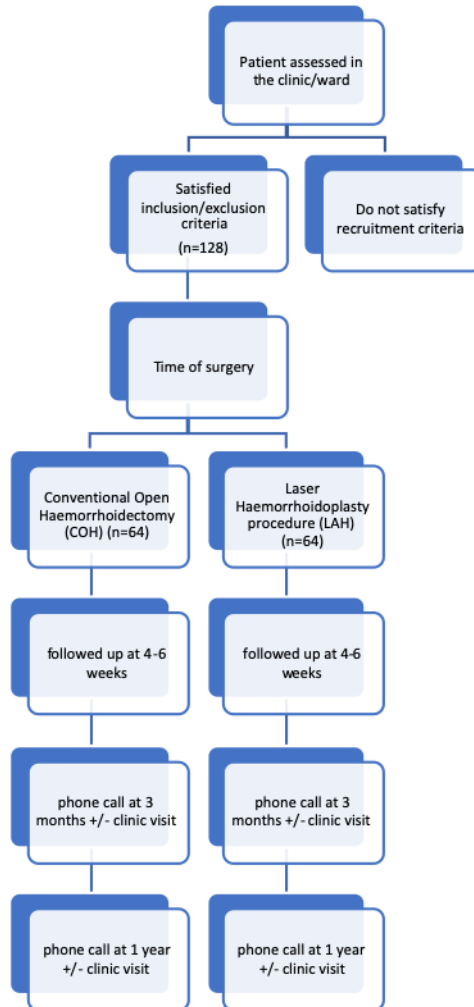 Patient assessed in
the clinic/ward
Satisfied
inclusion/exclusion
criteria
(n=128)
Do not satisfy
recruitment criteria
Time of surgery
Conventional Open
Haemorrhoidectomy
(COH) (n=64)
Laser
Haemorrhoidoplasty
procedure (LAH)
(n=64)
followed up at 4-6
weeks
followed up at 4-6
weeks
phone call at 3
months +/- clinic visit
phone call at 3
months +/- clinic visit
phone call at 1 year
+/- clinic visit
phone call at 1 year
+/- clinic visit